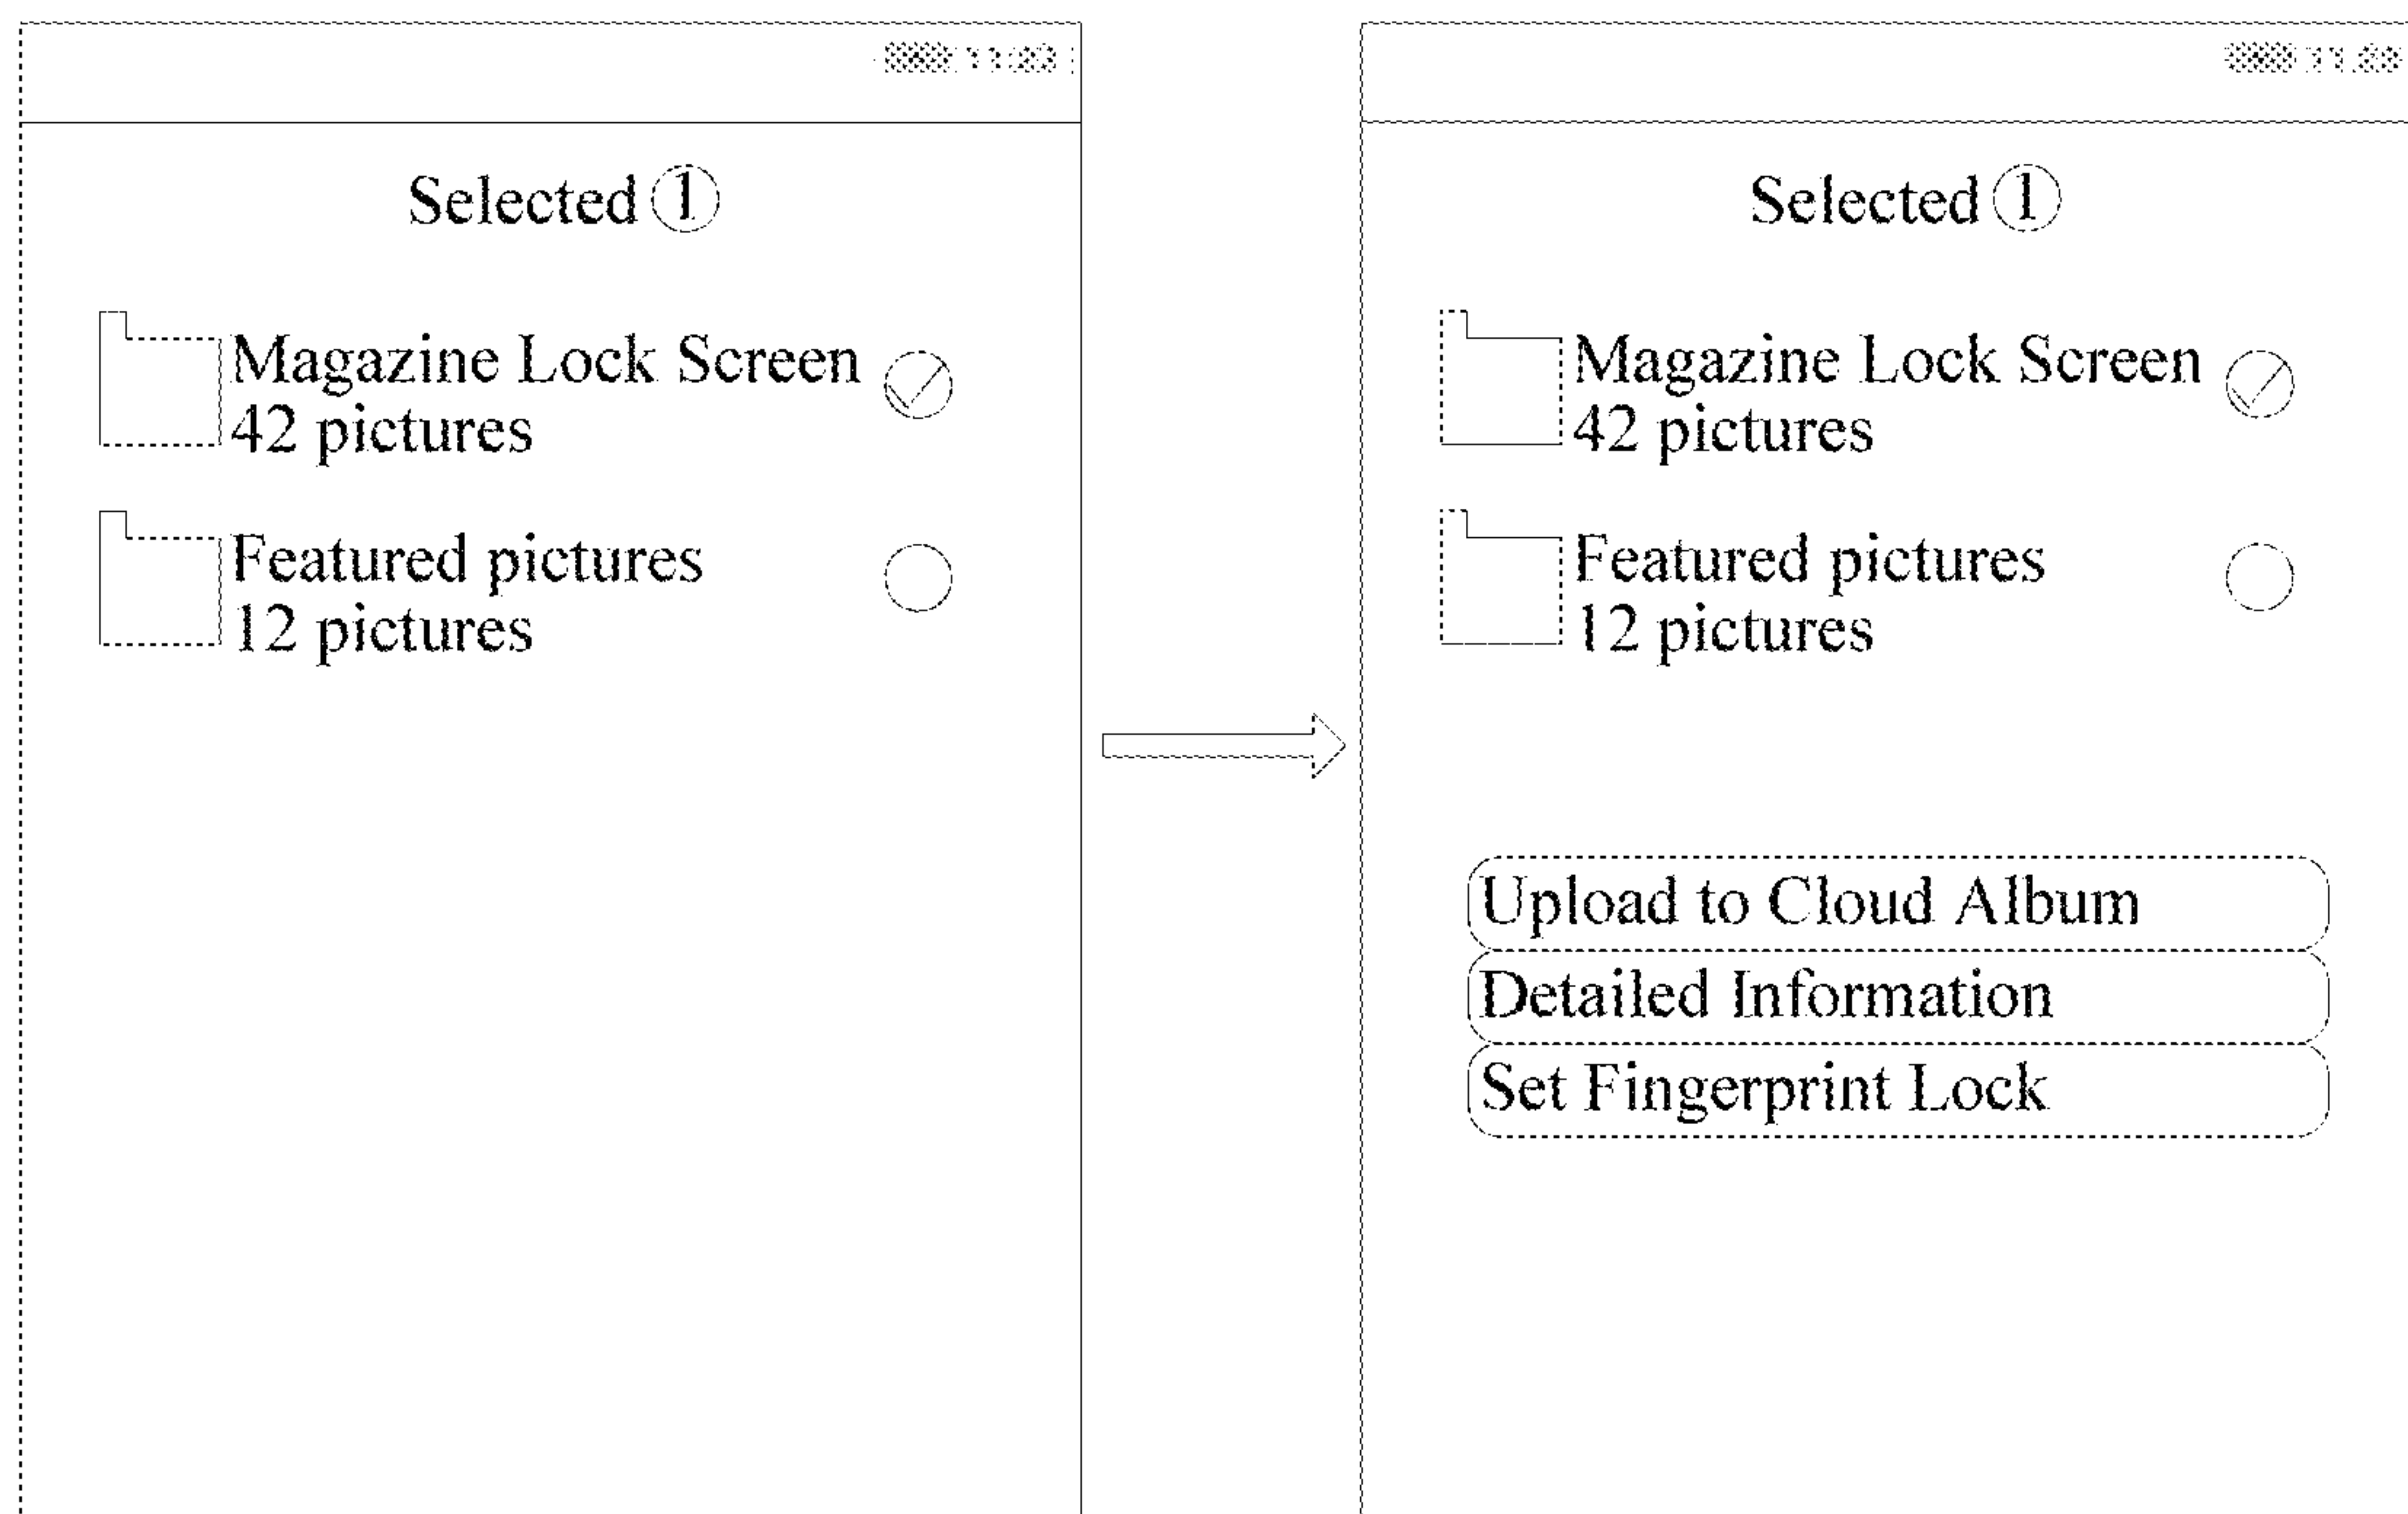 Selected 1
Magazine Lock Screen
42 pictures
Featured pictures
12 pictures
Selected 1
Magazine Lock Screen
42 pictures
Featured pictures
12 pictures
Upload to Cloud Album
Detailed Information
Set Fingerprint Lock